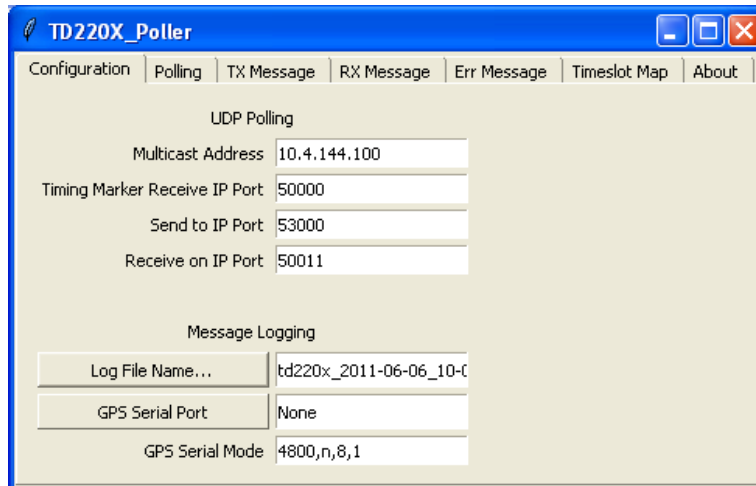 TD220X_Poller
Configuration Polling TX Message RX Message Err Message Timeslot Map About
UDP Polling
Multicast Address 10.4.144.100
Timing Marker Receive IP Port 50000
Send to IP Port 53000
Receive on IP Port 50011
Message Logging
Log File Name... td220x_2011-06-06_10-
GPS Serial Port None
GPS Serial Mode 4800,n,8,1